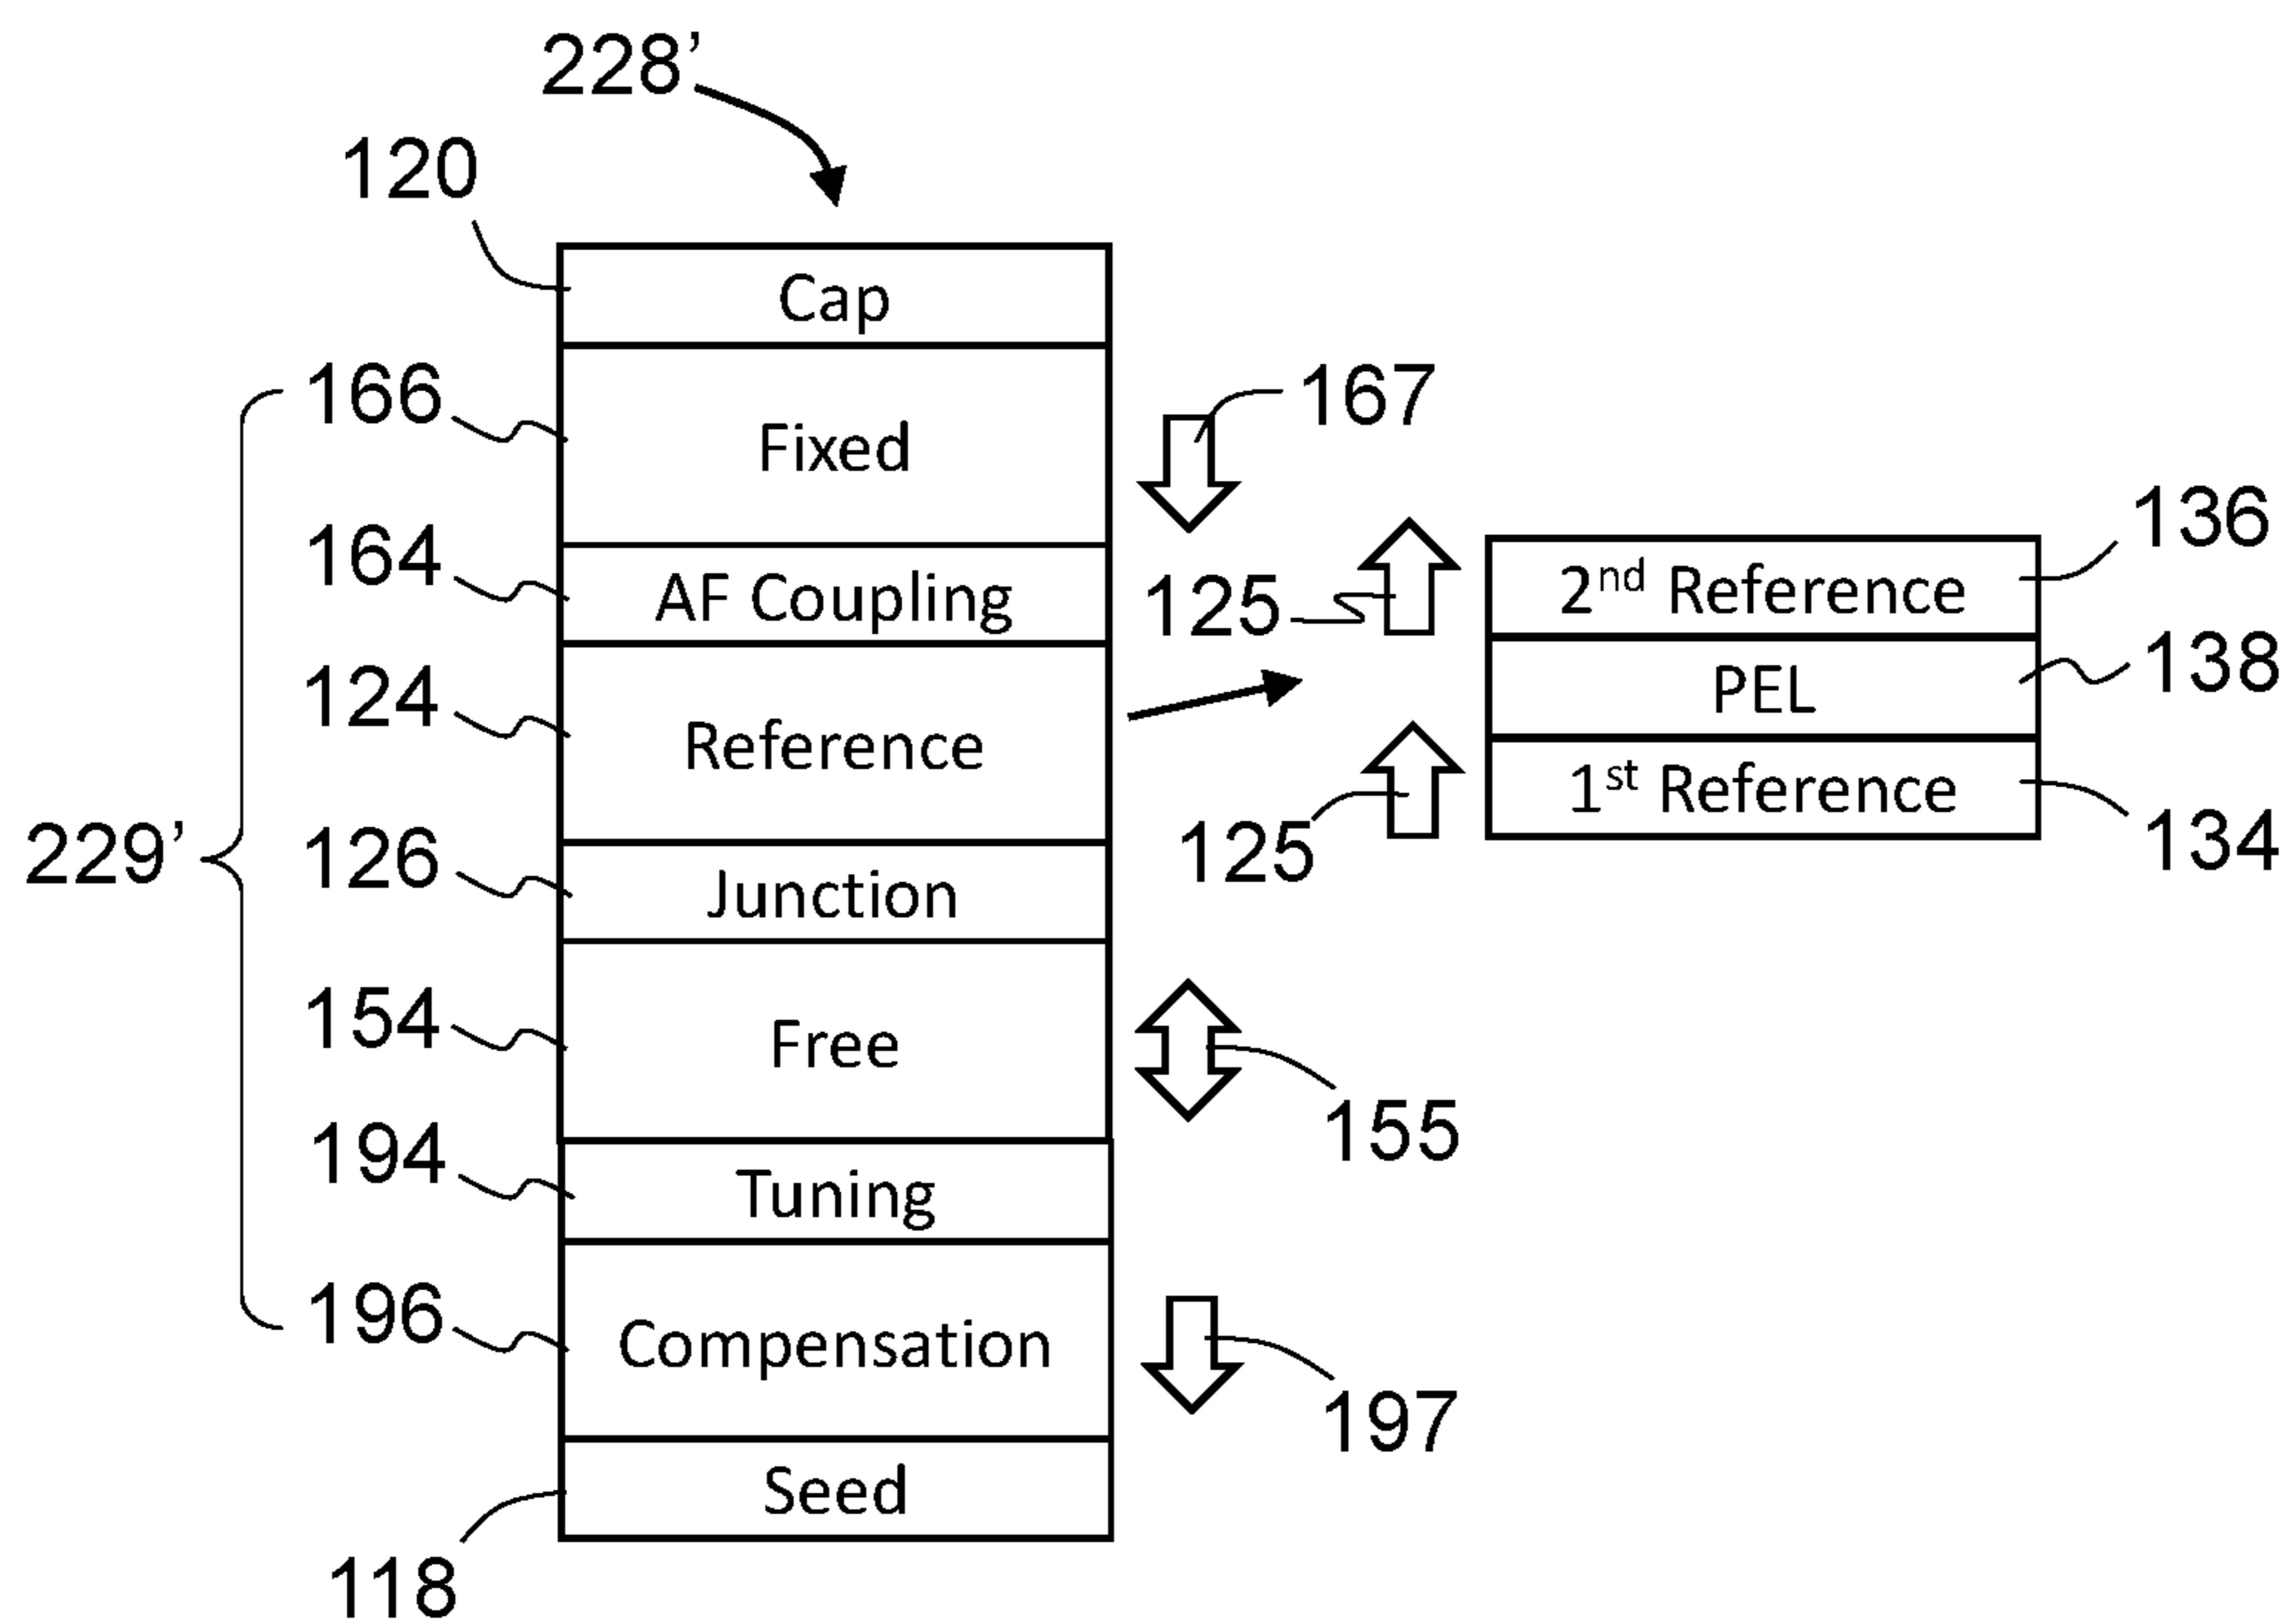 228’
120
Cap
166
Fixed
167
164
AF Coupling
125
2nd Reference
136
124
Reference
PEL
138
125
1st Reference
134
229’
126
Junction
154
Free
155
194
Tuning
196
Compensation
197
Seed
118